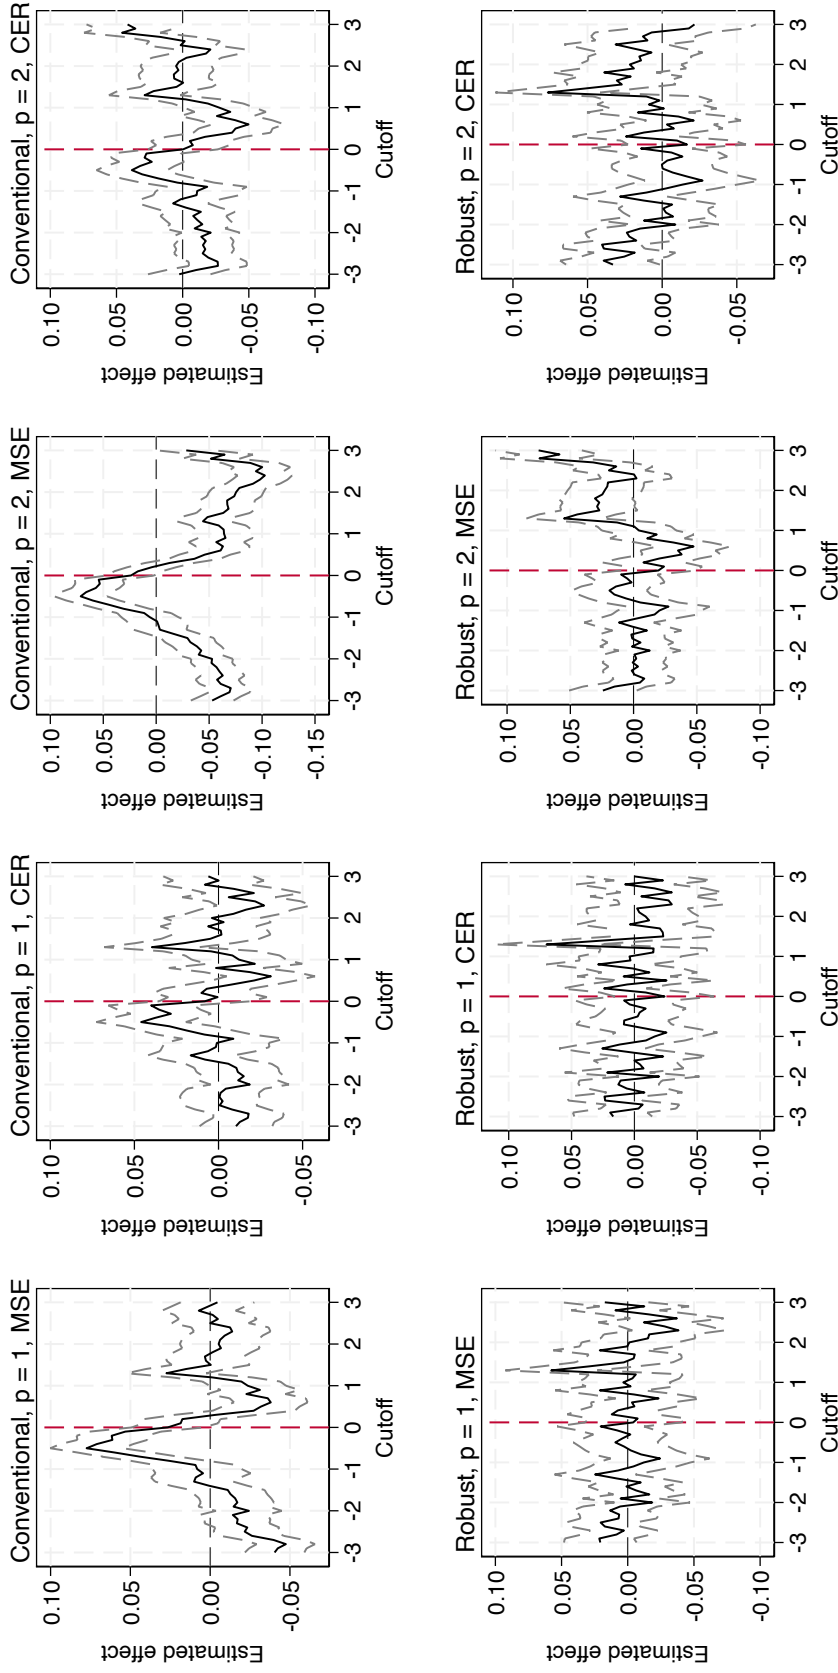 Conventional, p = 1, MSE
Estimated effect
0.10
0.05
0.00
-0.05
-3 -2 -1 0 1 2 3
Cutoff
Conventional, p = 1, CER
Estimated effect
0.10
0.05
0.00
-0.05
-3 -2 -1 0 1 2 3
Cutoff
Conventional, p = 2, MSE
Estimated effect
0.10
0.05
0.00
-0.05
-0.10
-0.15
-3 -2 -1 0 1 2 3
Cutoff
Conventional, p = 2, CER
Estimated effect
0.10
0.05
0.00
-0.05
-0.10
-3 -2 -1 0 1 2 3
Cutoff
Robust, p = 1, MSE
Estimated effect
0.10
0.05
0.00
-0.05
-0.10
-3 -2 -1 0 1 2 3
Cutoff
Robust, p = 1, CER
Estimated effect
0.10
0.05
0.00
-0.05
-0.10
-3 -2 -1 0 1 2 3
Cutoff
Robust, p = 2, MSE
Estimated effect
0.10
0.05
0.00
-0.05
-0.10
-3 -2 -1 0 1 2 3
Cutoff
Robust, p = 2, CER
Estimated effect
0.10
0.05
0.00
-0.05
-3 -2 -1 0 1 2 3
Cutoff